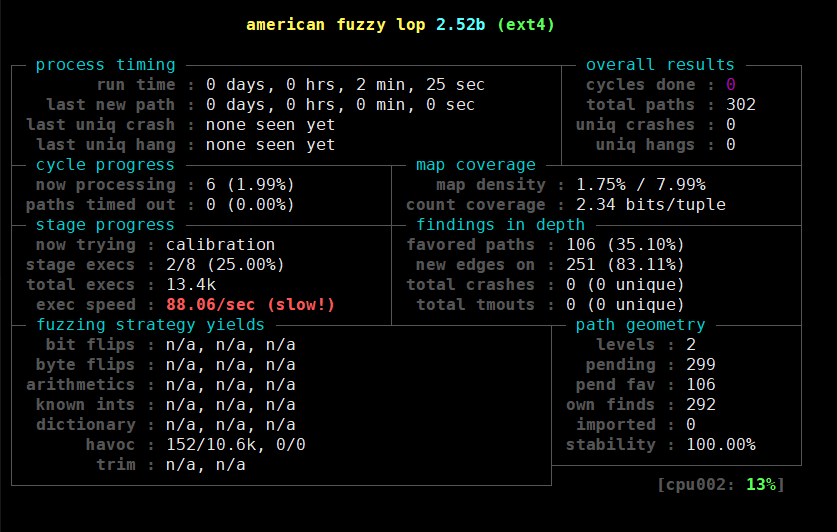 american fuzzy lop 2.52b (ext4)
process timing overall results
run time : 0 days, 0 hrs, 2 min, 25 sec cycles done : 0
last new path : 0 days, 0 hrs, 0 min, 0 sec total paths : 302
last uniq crash : none seen yet uniq crashes : 0
last uniq hang : none seen yet uniq hangs : 0
cycle progress map coverage
now processing : 6 (1.99%) map density : 1.75% / 7.99%
paths timed out : 0 (0.00%) count coverage : 2.34 bits/tuple
stage progress findings in depth
now trying : calibration favored paths : 106 (35.10%)
stage execs : 2/8 (25.00%) new edges on : 251 (83.11%)
total execs : 13.4k total crashes : 0 (0 unique)
exec speed : 88.06/sec (slow!) total tmouts : 0 (0 unique)
fuzzing strategy yields path geometry
bit flips : n/a, n/a, n/a levels : 2
byte flips : n/a, n/a, n/a pending : 299
arithmetics : n/a, n/a, n/a pend fav : 106
known ints : n/a, n/a, n/a own finds : 292
dictionary : n/a, n/a, n/a imported : 0
havoc : 152/10.6k, 0/0 stability : 100.00%
trim : n/a, n/a
[cpu002: 13%]